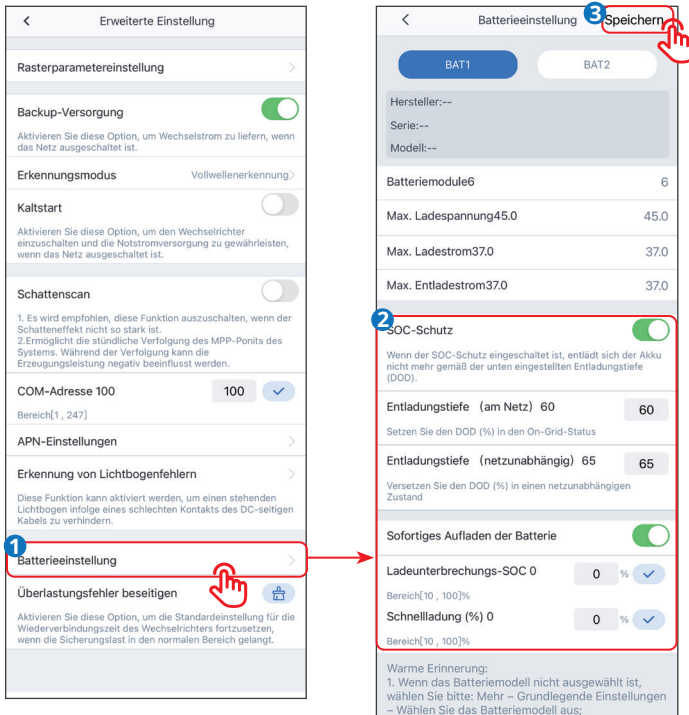 Erweiterte Einstellung
Rasterparametereinstellung
Backup-Versorgung
Aktivieren Sie diese Option, um Wechselstrom zu liefern, wenn
das Netz ausgeschaltet ist.
Erkennungsmodus Vollwellenerkennung
Kaltstart
Aktivieren Sie diese Option, um den Wechselrichter
einzuschalten und die Notstromversorgung zu gewährleisten,
wenn das Netz ausgeschaltet ist.
Schattenscan
1. Es wird empfohlen, diese Funktion auszuschalten, wenn der
Schatteneffekt nicht so stark ist.
2.Ermöglicht die stündliche Verfolgung des MPP-Ponits des
Systems. Während der Verfolgung kann die
Erzeugungsleistung negativ beeinflusst werden.
COM-Adresse 100 100
Bereich[1 , 247]
APN-Einstellungen
Erkennung von Lichtbogenfehlern
Diese Funktion kann aktiviert werden, um einen stehenden
Lichtbogen infolge eines schlechten Kontakts des DC-seitigen
Kabels zu verhindern.
1
Batterieeinstellung
Überlastungsfehler beseitigen
Aktivieren Sie diese Option, um die Standardeinstellung für die
Wiederverbindungszeit des Wechselrichters fortzusetzen,
wenn die Sicherungslast in den normalen Bereich gelangt.
Batterieeinstellung 3 Speichern
BAT1 BAT2
Hersteller:--
Serie:--
Modell:--
Batteriemodule6 6
Max. Ladespannung45.0 45.0
Max. Ladestrom37.0 37.0
Max. Entladestrom37.0 37.0
2
SOC-Schutz
Wenn der SOC-Schutz eingeschaltet ist, entlädt sich der Akku
nicht mehr gemäß der unten eingestellten Entladungstiefe
(DOD).
Entladungstiefe (am Netz) 60 60
Setzen Sie den DOD (%) in den On-Grid-Status
Entladungstiefe (netzunabhängig) 65 65
Versetzen Sie den DOD (%) in einen netzunabhängigen
Zustand
Sofortiges Aufladen der Batterie
Ladeunterbrechungs-SOC 0 0 %
Bereich[10 , 100]%
Schnellladung (%) 0 0 %
Bereich[10 , 100]%
Warme Erinnerung:
1. Wenn das Batteriemodell nicht ausgewählt ist,
wählen Sie bitte: Mehr – Grundlegende Einstellungen
– Wählen Sie das Batteriemodell aus;